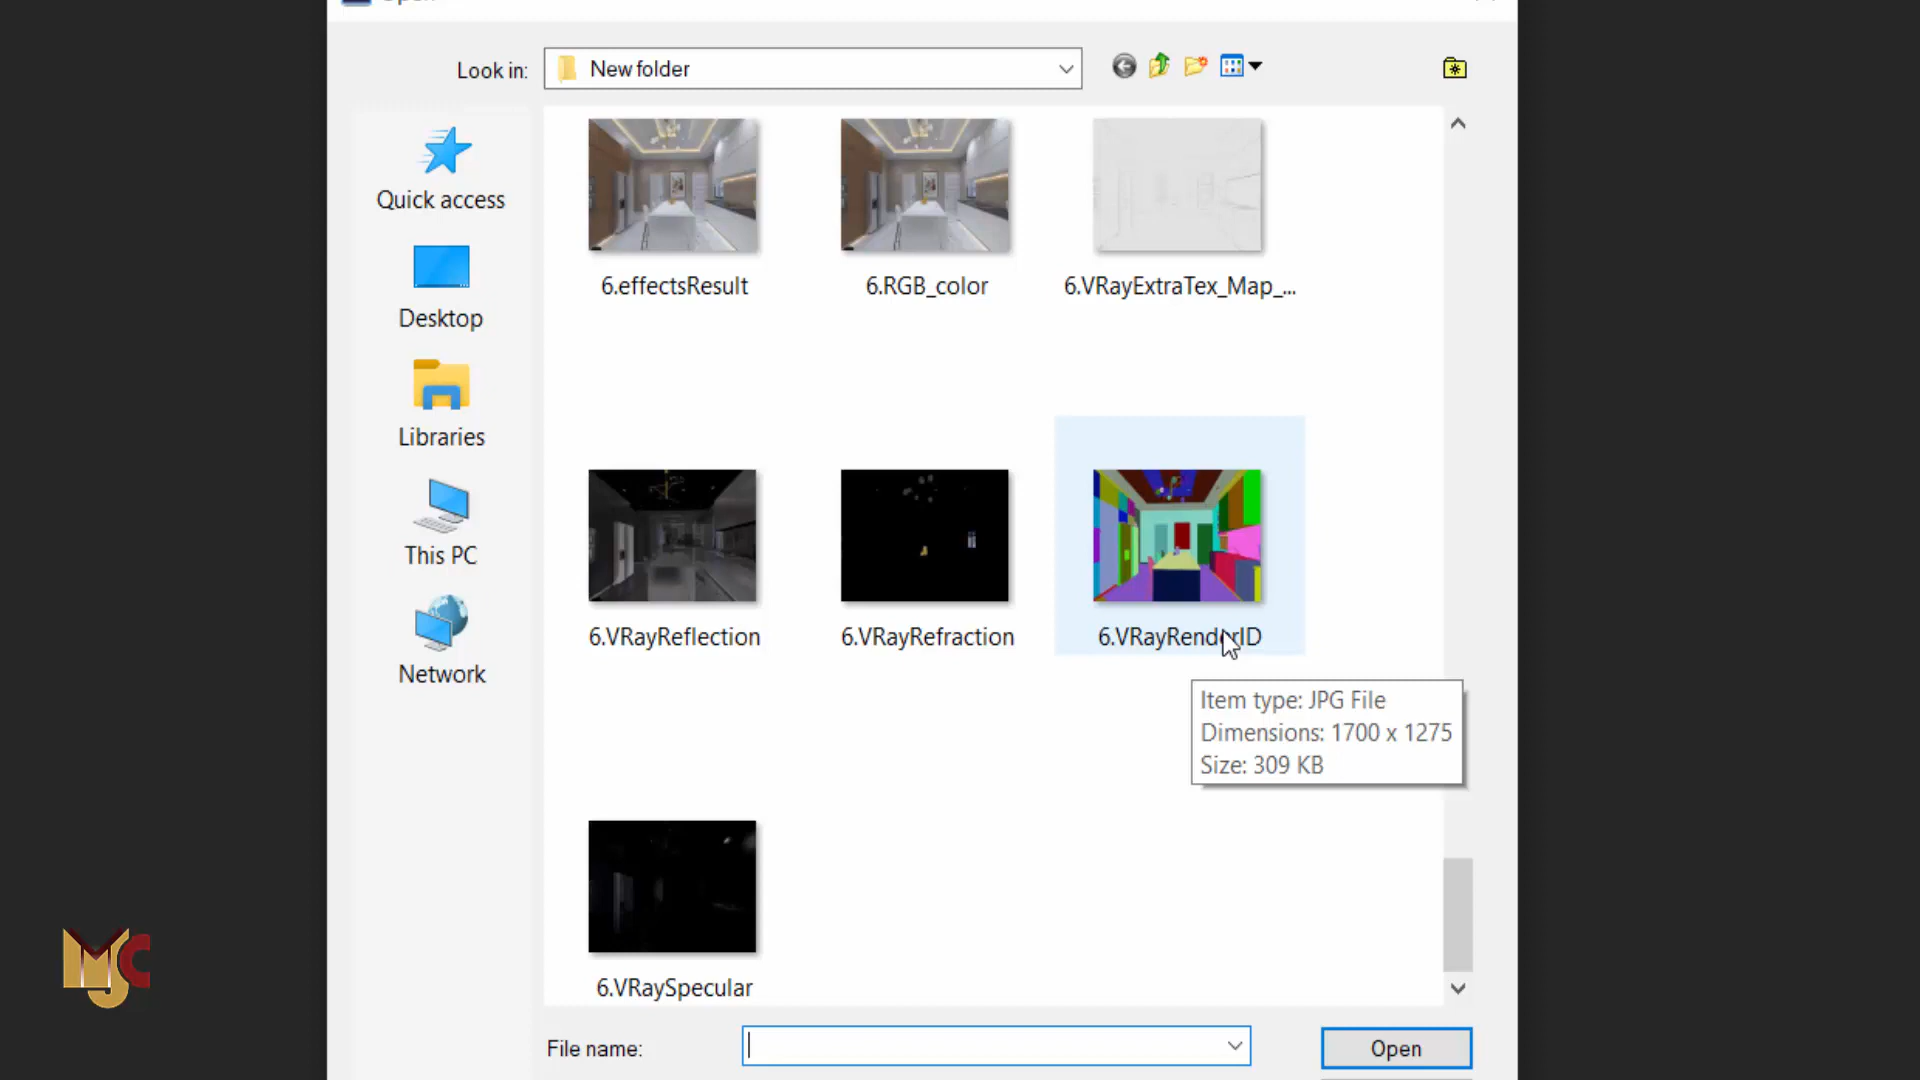 Open
Look in:
New folder
Quick access
Desktop
Libraries
This PC
Network
6.effectsResult
6.RGB_color
6.VRayExtraTex_Map_...
6.VRayReflection
6.VRayRefraction
6.VRayRenderID
Item type: JPG File
Dimensions: 1700 x 1275
Size: 309 KB
6.VRaySpecular
File name:
Open
MJC